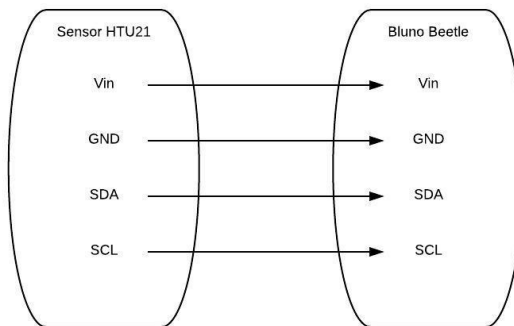 Sensor HTU21
Bluno Beetle
Vin
Vin
GND
GND
SDA
SDA
SCL
SCL